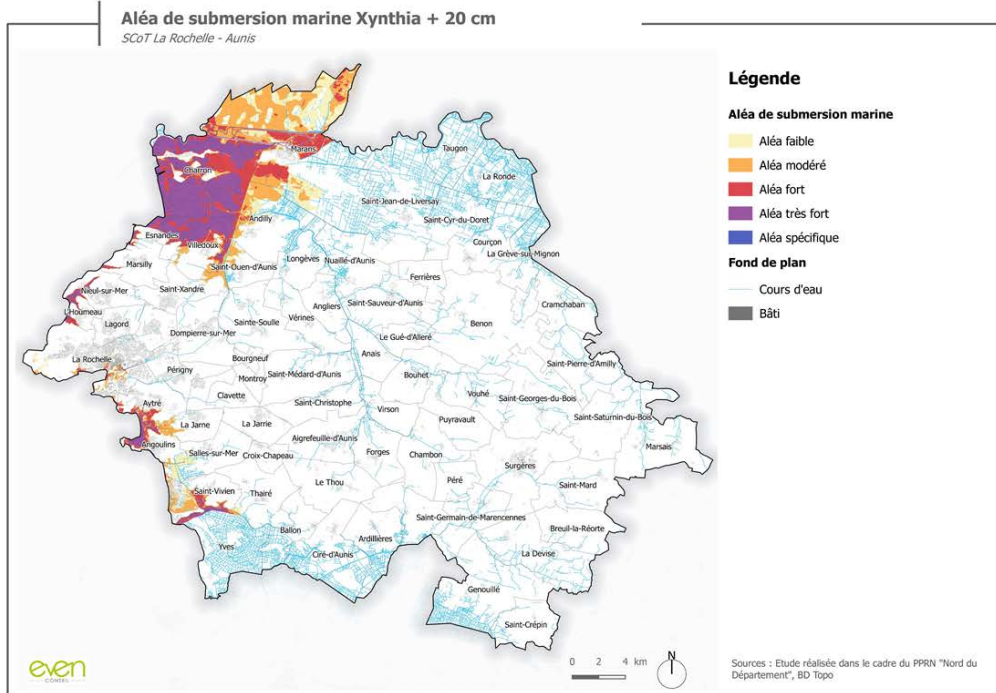 Aléa de submersion marine Xynthia + 20 cm
SCoT La Rochelle - Aunis
Légende
Aléa de submersion marine
Aléa faible
Aléa modéré
Aléa fort
Aléa très fort
Aléa spécifique
Fond de plan
Cours d'eau
Bâti
Marans
Taugon
Charron
La Ronde
Saint-Jean-de-Liversay
Andilly
Saint-Cyr-du-Doret
Esnandes
Villedoux
Courçon
La Grève-sur-Mignon
Marsilly
Saint-Ouen-d'Aunis
Longèves
Nuaillé-d'Aunis
Ferrières
Nieul-sur-Mer
Saint-Xandre
L'Houmeau
Angliers
Saint-Sauveur-d'Aunis
Cramchaban
Lagord
Sainte-Soulle
Vérines
Benon
Dompierre-sur-Mer
Le Gué-d'Alleré
La Rochelle
Bourgneuf
Anais
Saint-Pierre-d'Amilly
Périgny
Montroy
Saint-Médard-d'Aunis
Bouhet
Clavette
Vouhé
Saint-Georges-du-Bois
Aytré
Saint-Christophe
Virson
Saint-Saturnin-du-Bois
La Jarne
La Jarrie
Puyravault
Angoulins
Aigrefeuille-d'Aunis
Marsais
Salles-sur-Mer
Croix-Chapeau
Forges
Chambon
Surgères
Saint-Vivien
Thairé
Le Thou
Péré
Saint-Mard
Saint-Germain-de-Marencennes
Breuil-la-Réorte
Ballon
Ardillières
Yves
Ciré-d'Aunis
La Devise
Genouillé
Saint-Crépin
even
CONSEIL
0 2 4 km
N
Sources : Etude réalisée dans le cadre du PPRN "Nord du
Département", BD Topo